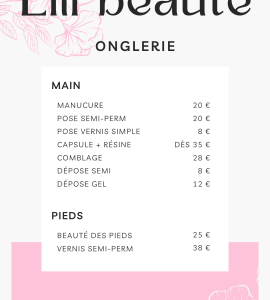 Elli beauté
ONGLERIE
MAIN
MANUCURE 20 €
POSE SEMI-PERM 20 €
POSE VERNIS SIMPLE 8 €
CAPSULE + RÉSINE DÈS 35 €
COMBLAGE 28 €
DÉPOSE SEMI 8 €
DÉPOSE GEL 12 €
PIEDS
BEAUTÉ DES PIEDS 25 €
VERNIS SEMI-PERM 38 €